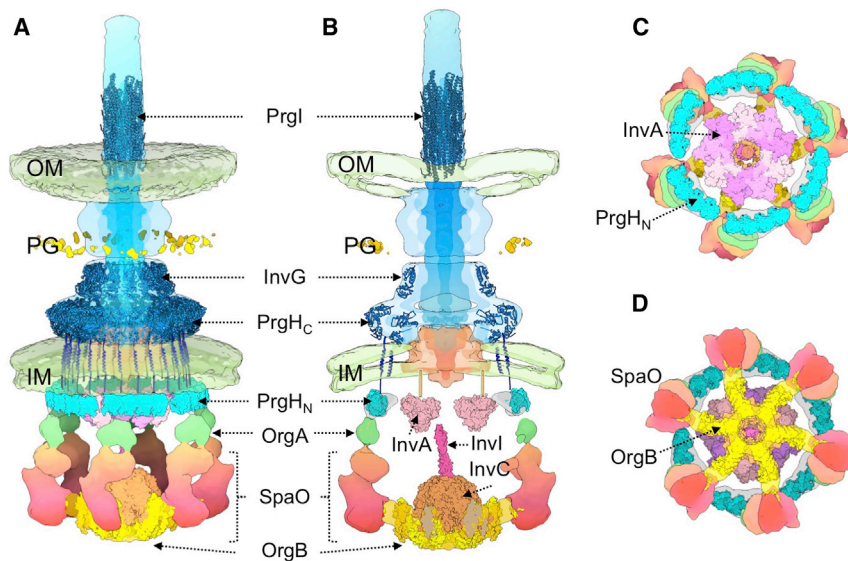 A
B
C
PrgI
OM
OM
InvA
PrgH_N
PG
PG
InvG
PrgH_C
D
IM
IM
SpaO
PrgH_N
OrgA
InvA
InvI
OrgB
InvC
SpaO
OrgB